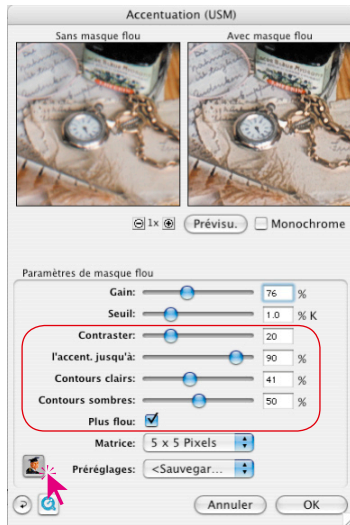 Accentuation (USM)
Sans masque flou Avec masque flou
1x Prévisu. Monochrome
Paramètres de masque flou
Gain: 76 %
Seuil: 1.0 % K
Contraster: 20
l'accent. jusqu'à: 90 %
Contours clairs: 41 %
Contours sombres: 50 %
Plus flou:
Matrice: 5 x 5 Pixels
Préréglages: <Sauvegar...
Annuler OK